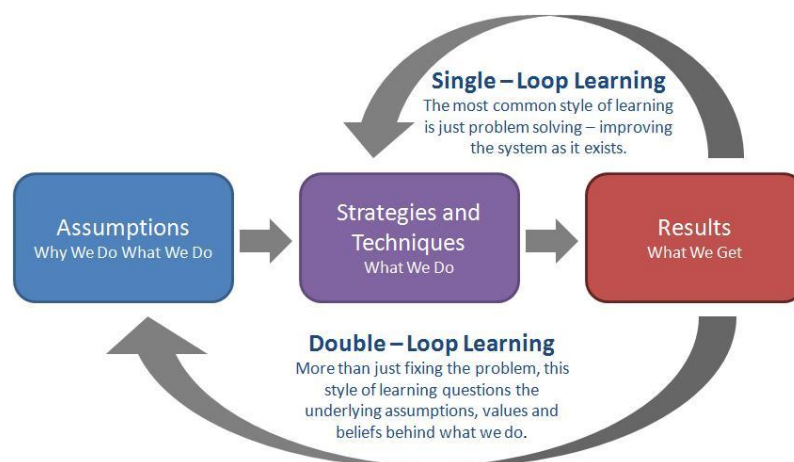 Single – Loop Learning
The most common style of learning
is just problem solving – improving
the system as it exists.
Assumptions
Why We Do What We Do
Strategies and
Techniques
What We Do
Results
What We Get
Double – Loop Learning
More than just fixing the problem, this
style of learning questions the
underlying assumptions, values and
beliefs behind what we do.